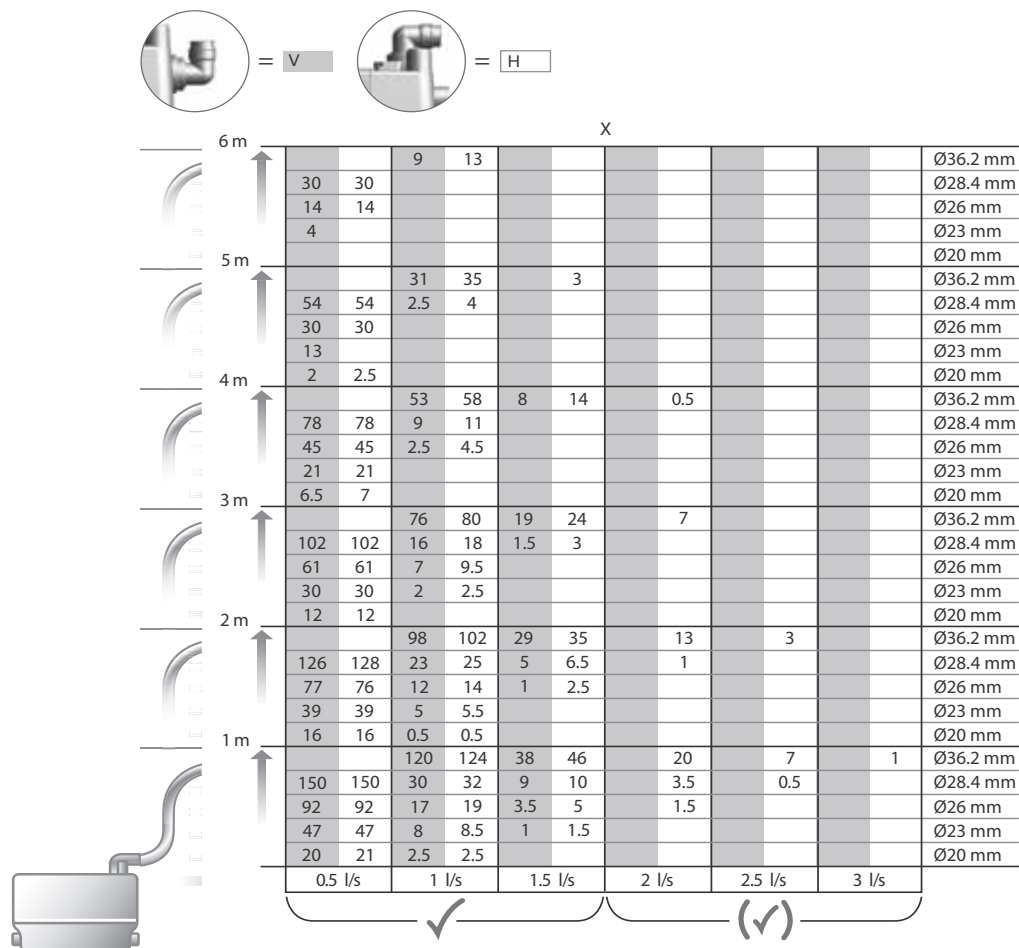 = V = H
X
6 m
9 13 Ø36.2 mm
30 30 Ø28.4 mm
14 14 Ø26 mm
4 Ø23 mm
Ø20 mm
5 m
31 35 3 Ø36.2 mm
54 54 2.5 4 Ø28.4 mm
30 30 Ø26 mm
13 Ø23 mm
2 2.5 Ø20 mm
4 m
53 58 8 14 0.5 Ø36.2 mm
78 78 9 11 Ø28.4 mm
45 45 2.5 4.5 Ø26 mm
21 21 Ø23 mm
6.5 7 Ø20 mm
3 m
76 80 19 24 7 Ø36.2 mm
102 102 16 18 1.5 3 Ø28.4 mm
61 61 7 9.5 Ø26 mm
30 30 2 2.5 Ø23 mm
12 12 Ø20 mm
2 m
98 102 29 35 13 3 Ø36.2 mm
126 128 23 25 5 6.5 1 Ø28.4 mm
77 76 12 14 1 2.5 Ø26 mm
39 39 5 5.5 Ø23 mm
16 16 0.5 0.5 Ø20 mm
1 m
120 124 38 46 20 7 1 Ø36.2 mm
150 150 30 32 9 10 3.5 0.5 Ø28.4 mm
92 92 17 19 3.5 5 1.5 Ø26 mm
47 47 8 8.5 1 1.5 Ø23 mm
20 21 2.5 2.5 Ø20 mm
0.5 l/s 1 l/s 1.5 l/s 2 l/s 2.5 l/s 3 l/s
✓ (✓)